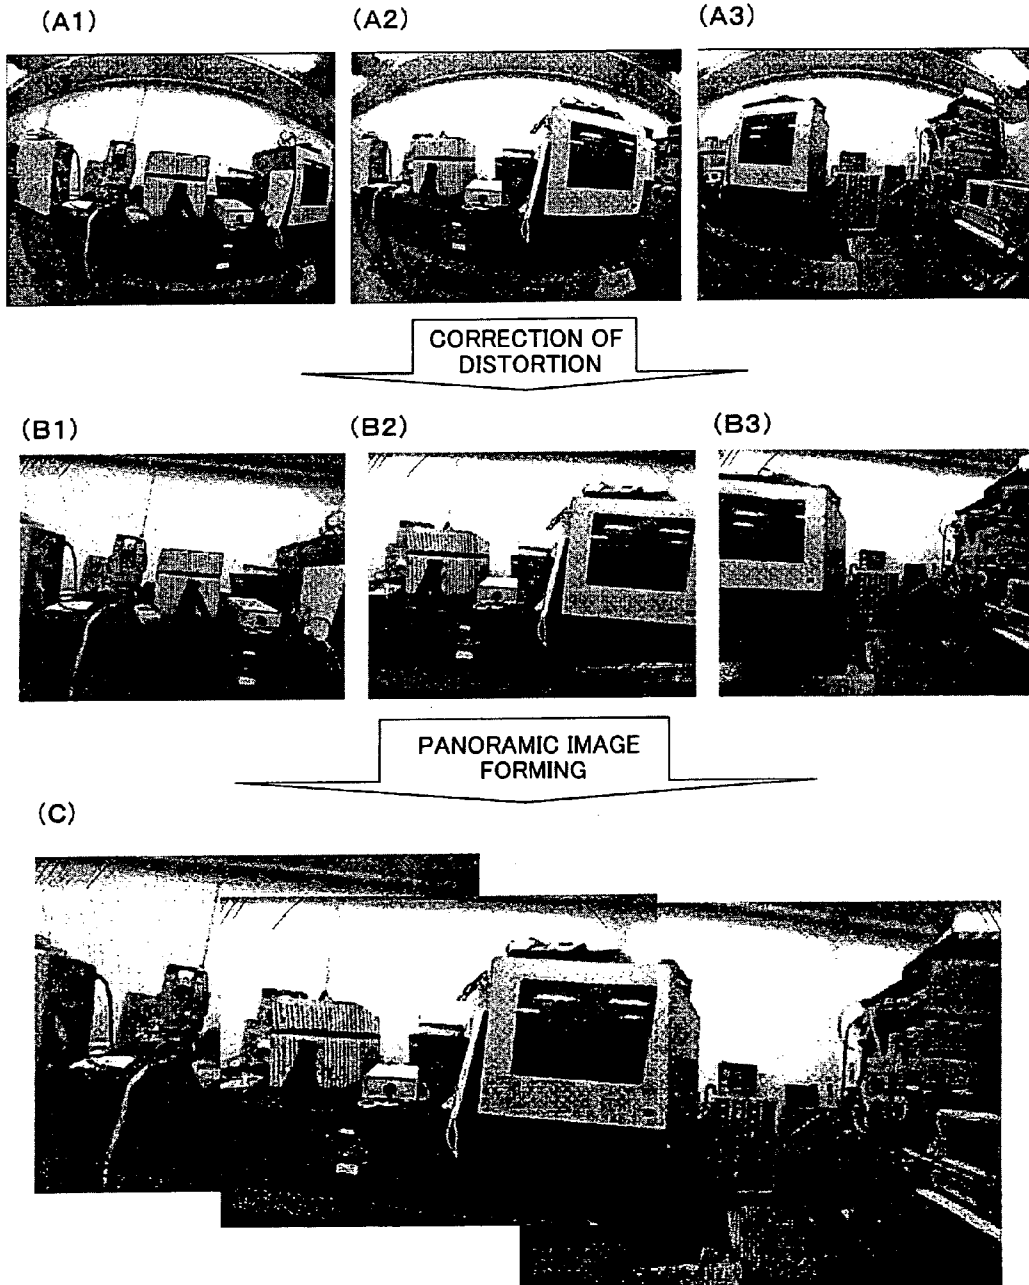 (A1)
(A2)
(A3)
CORRECTION OF
DISTORTION
(B1)
(B2)
(B3)
PANORAMIC IMAGE
FORMING
(C)